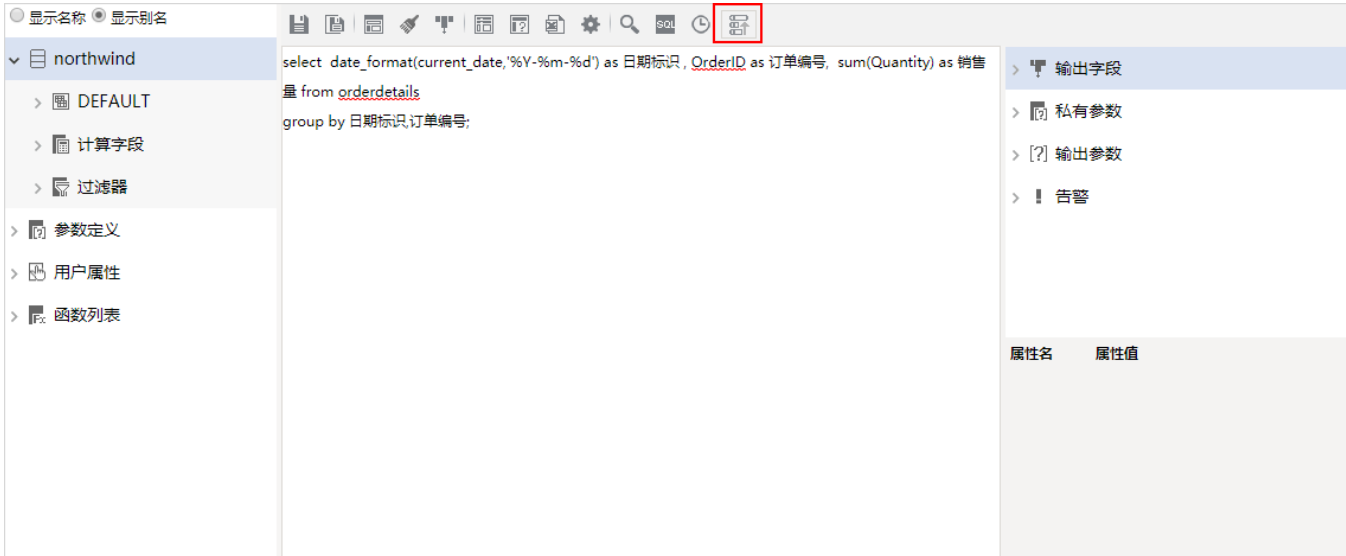 显示名称 显示别名
northwind
DEFAULT
计算字段
过滤器
参数定义
用户属性
Fx 函数列表
SQL
select date_format(current_date,'%Y-%m-%d') as 日期标识 , OrderID as 订单编号, sum(Quantity) as 销售
量 from orderdetails
group by 日期标识,订单编号;
输出字段
[?] 私有参数
[?] 输出参数
! 告警
属性名 属性值